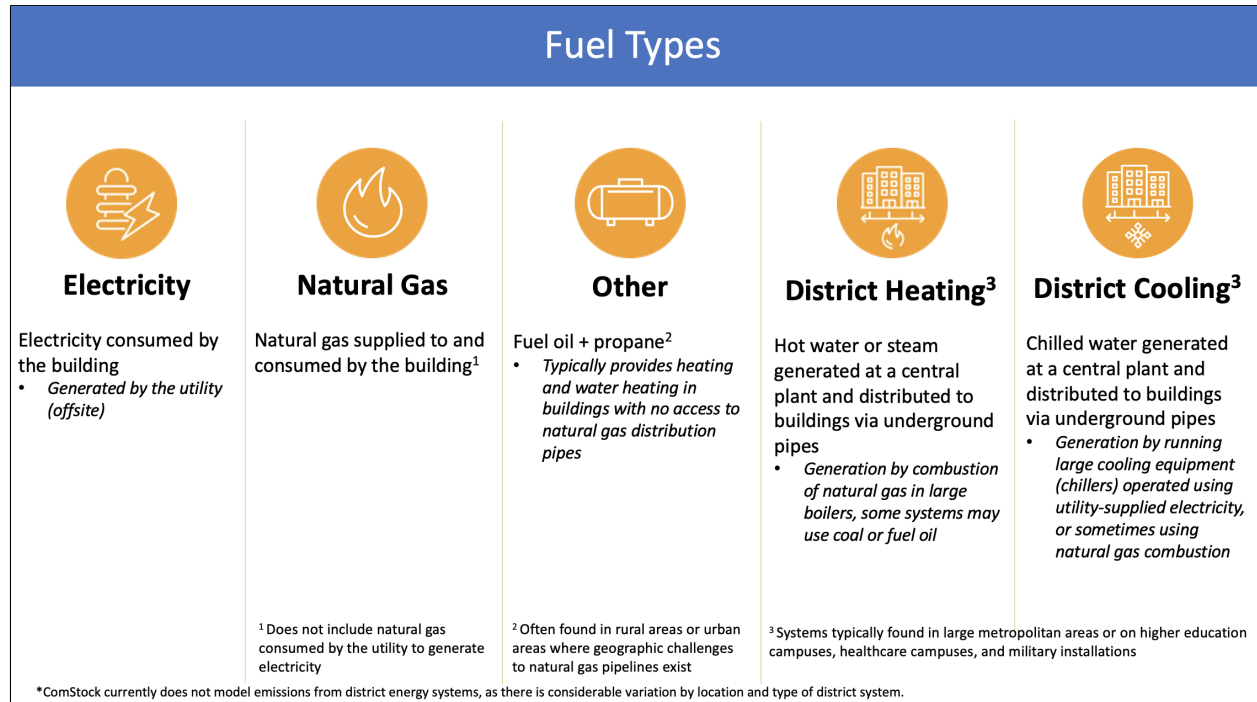 Fuel Types
Electricity
Electricity consumed by
the building
• Generated by the utility
(offsite)
Natural Gas
Natural gas supplied to and
consumed by the building¹
¹ Does not include natural gas
consumed by the utility to generate
electricity
Other
Fuel oil + propane²
• Typically provides heating
and water heating in
buildings with no access to
natural gas distribution
pipes
² Often found in rural areas or urban
areas where geographic challenges
to natural gas pipelines exist
District Heating³
Hot water or steam
generated at a central
plant and distributed to
buildings via underground
pipes
• Generation by combustion
of natural gas in large
boilers, some systems may
use coal or fuel oil
District Cooling³
Chilled water generated
at a central plant and
distributed to buildings
via underground pipes
• Generation by running
large cooling equipment
(chillers) operated using
utility-supplied electricity,
or sometimes using
natural gas combustion
³ Systems typically found in large metropolitan areas or on higher education
campuses, healthcare campuses, and military installations
*ComStock currently does not model emissions from district energy systems, as there is considerable variation by location and type of district system.